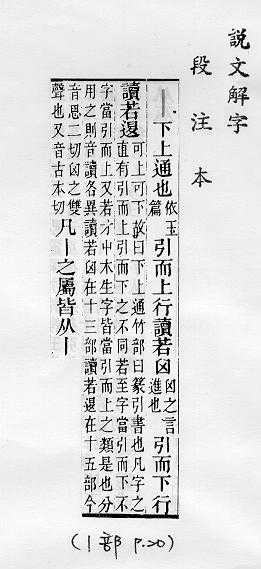 說文解字
段注本
丨下上通也依玉篇引而上行讀若囟囟之言進也引而下行
讀若𨓤可上可下故曰下上通竹部曰篆引書也凡字之
直有引而上引而下之不同若至字當引而下不
字當引而上又若才中木生字皆當引而上之類是也分
用之則音讀各異讀若囟在十三部讀若𨓤在十五部今
音思二切囟之雙
聲也又音古本切凡丨之屬皆从丨
(丨部 P.20)